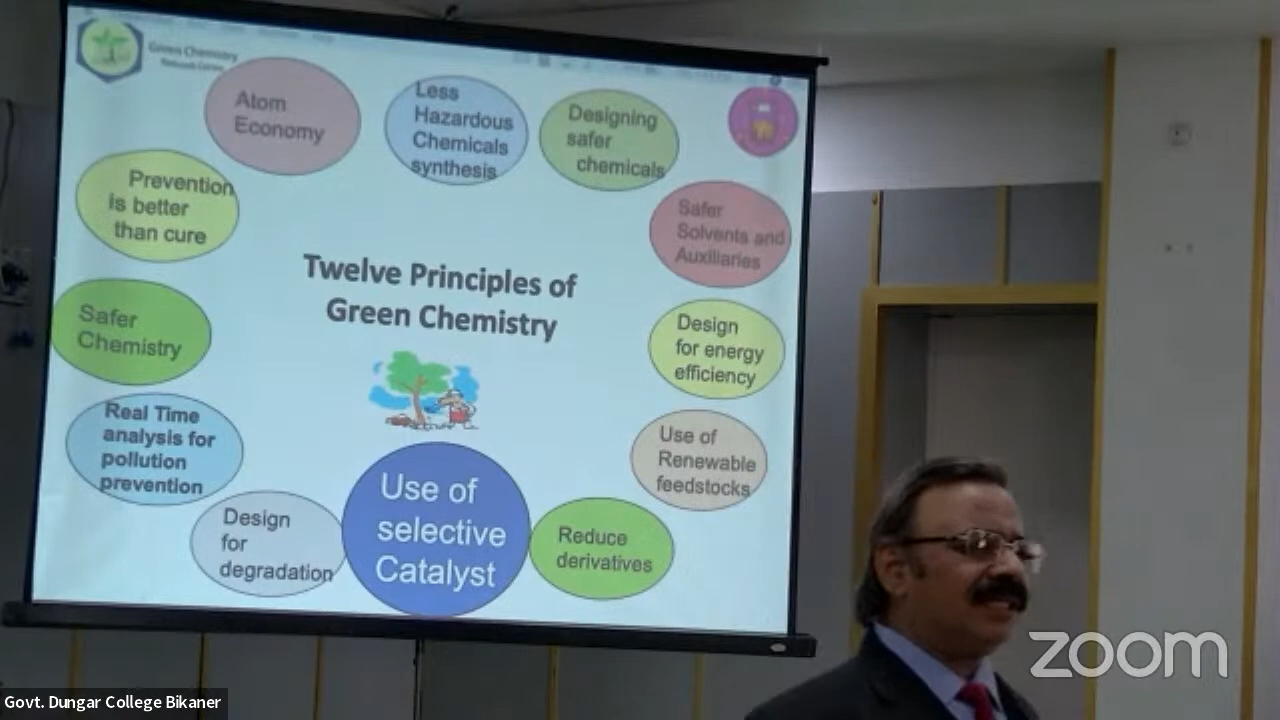 Green Chemistry
Network Centre
Atom
Economy
Less
Hazardous
Chemicals
synthesis
Designing
safer
chemicals
Prevention
is better
than cure
Safer
Solvents and
Auxiliaries
Twelve Principles of
Green Chemistry
Safer
Chemistry
Design
for energy
efficiency
Real Time
analysis for
pollution
prevention
Use of
Renewable
feedstocks
Design
for
degradation
Use of
selective
Catalyst
Reduce
derivatives
zoom
Govt. Dungar College Bikaner